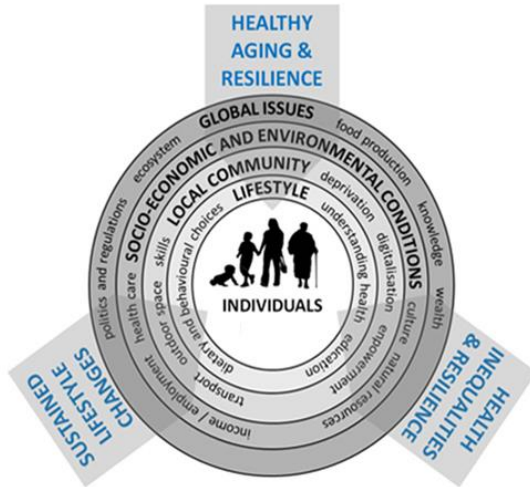 HEALTHY
AGING &
RESILIENCE
GLOBAL ISSUES
ecosystem
food production
politics and regulations
knowledge
wealth
SOCIO-ECONOMIC AND ENVIRONMENTAL CONDITIONS
health care
culture
natural resources
income / employment
LOCAL COMMUNITY
skills
deprivation
outdoor space
digitalisation
transport
empowerment
LIFESTYLE
dietary and behavioural choices
understanding health
education
INDIVIDUALS
SUSTAINED
LIFESTYLE
CHANGES
HEALTH
INEQUALITIES
& RESILIENCE